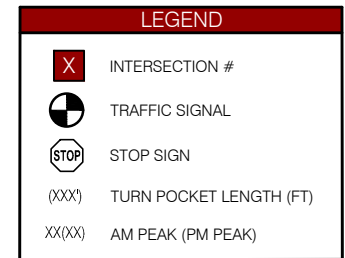 LEGEND
X INTERSECTION #
TRAFFIC SIGNAL
STOP STOP SIGN
(XXX') TURN POCKET LENGTH (FT)
XX(XX) AM PEAK (PM PEAK)